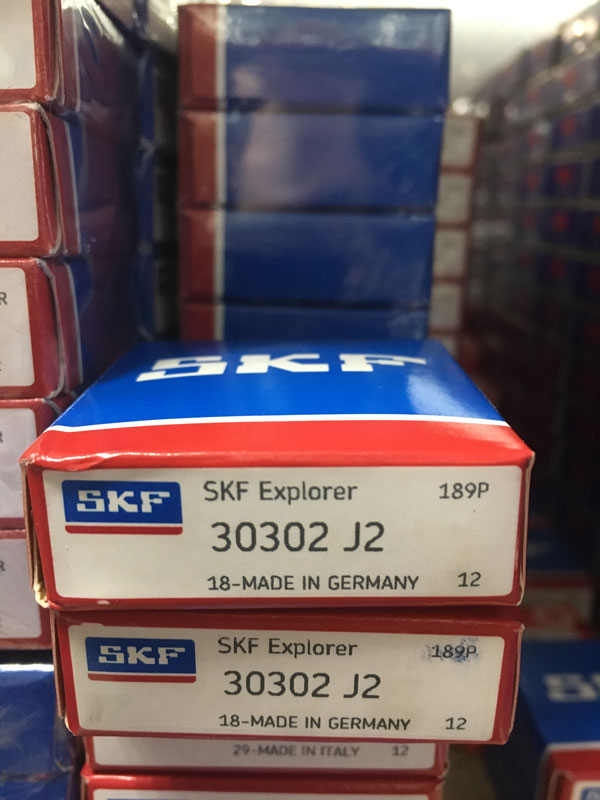 SKF
SKF
SKF Explorer
189P
30302 J2
18-MADE IN GERMANY
12
SKF
SKF Explorer
189P
30302 J2
18-MADE IN GERMANY
12
29-MADE IN ITALY
12
R
R
R